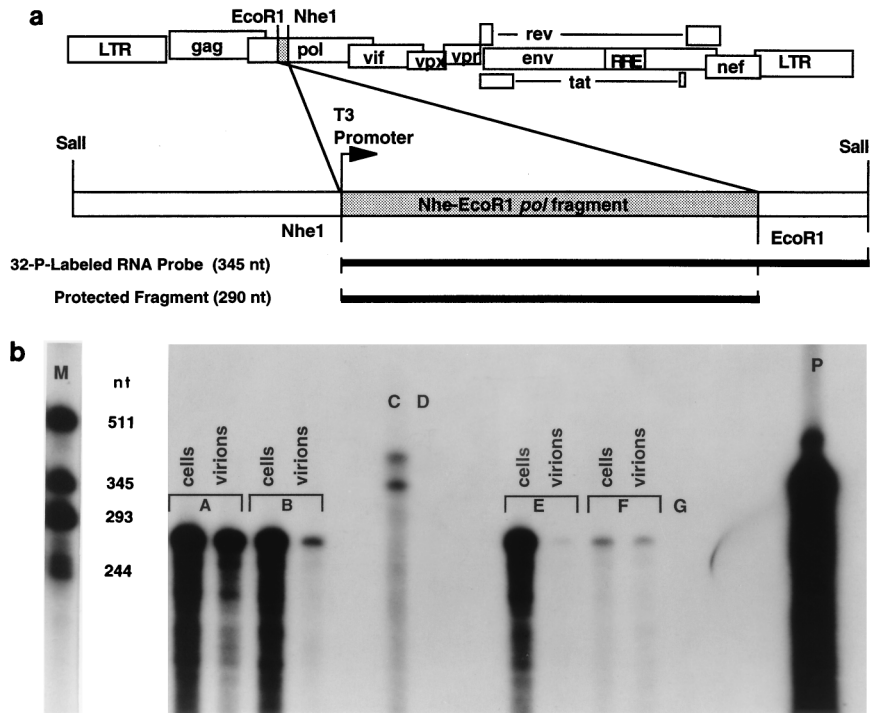 a
EcoR1 Nhe1
LTR gag pol vif vpx vpr rev env RRE tat nef LTR
T3
Promoter
SalI SalI
Nhe-EcoR1 pol fragment
Nhe1 EcoR1
32-P-Labeled RNA Probe (345 nt)
Protected Fragment (290 nt)
b
M nt P
C D
511
cells virions cells virions cells virions cells virions
345
A B E F G
293
244